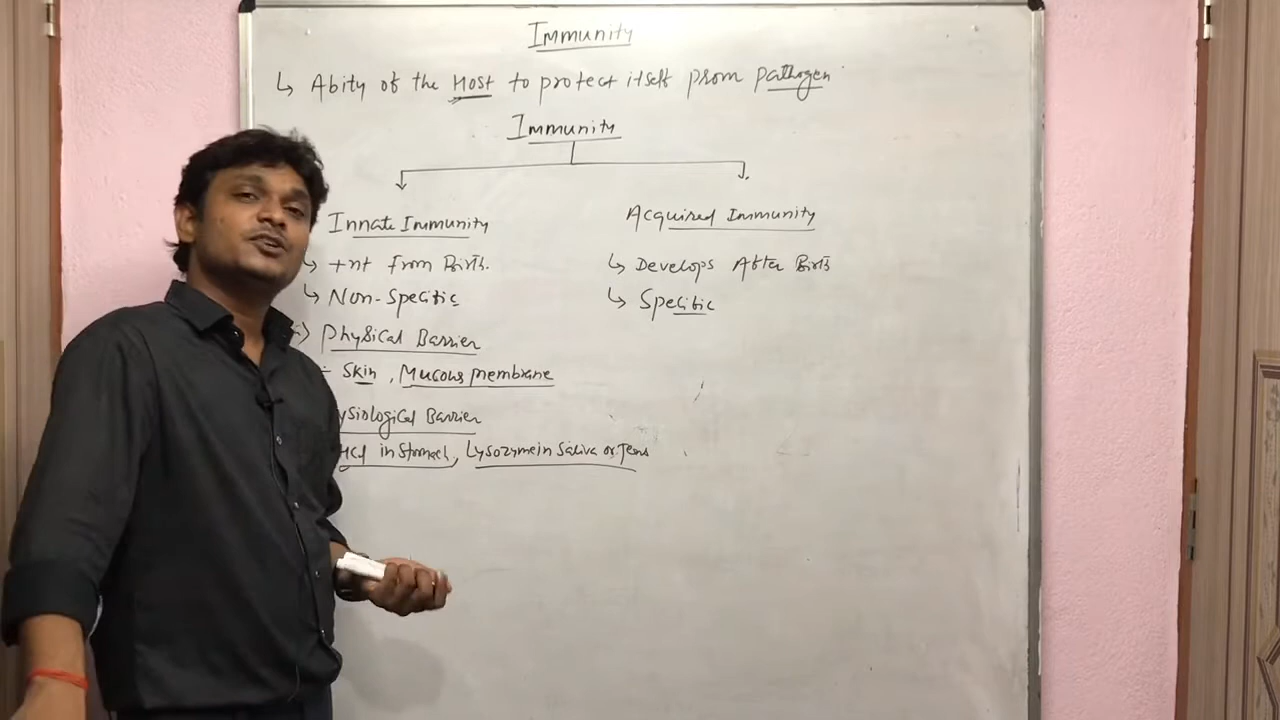 Immunity
↳ Abity of the Host to protect itself prom pathogen
Immunity
Innate Immunity
Acquired Immunity
↳ +nt From Birth.
↳ Develops After Birth
↳ Non-Specific
↳ Specific
Physical Barrier
Skin, Mucous membrane
ysiological Barrier
HCl in Stomach, Lysozyme in Saliva or Tears